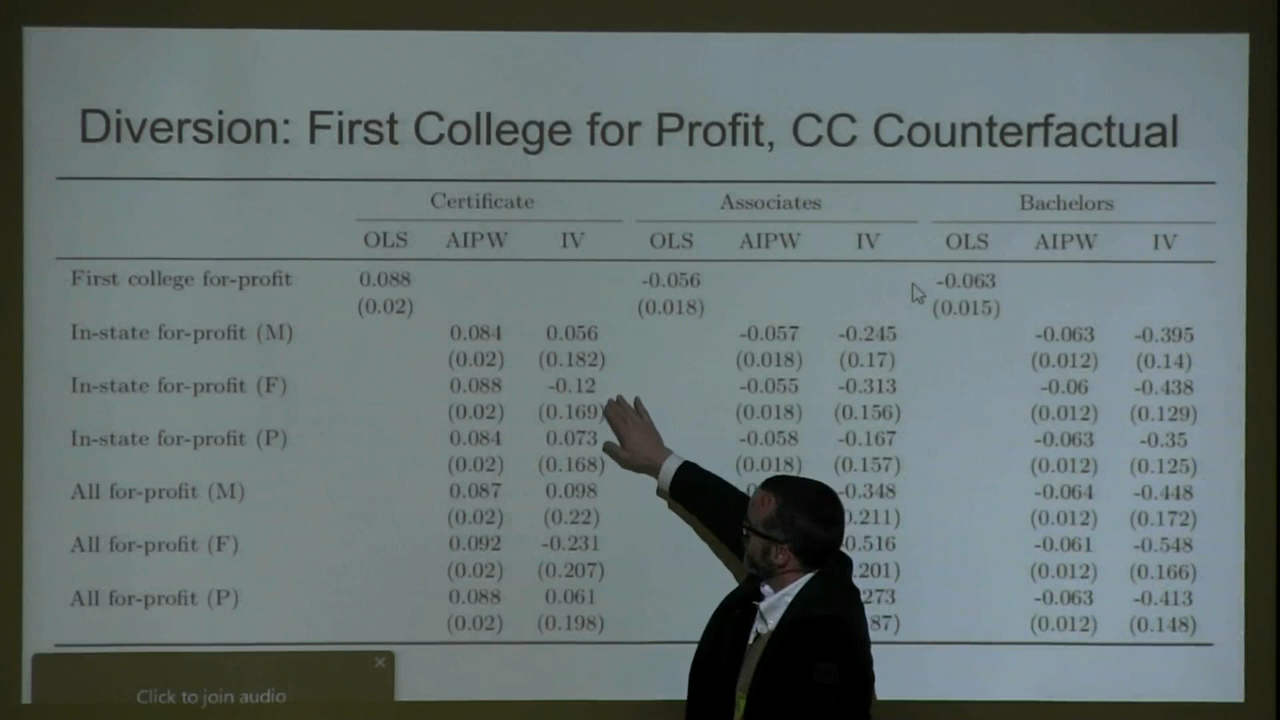 Diversion: First College for Profit, CC Counterfactual
Certificate Associates Bachelors
OLS AIPW IV OLS AIPW IV OLS AIPW IV
First college for-profit 0.088 -0.056 -0.063
(0.02) (0.018) (0.015)
In-state for-profit (M) 0.084 0.056 -0.057 -0.245 -0.063 -0.395
(0.02) (0.182) (0.018) (0.17) (0.012) (0.14)
In-state for-profit (F) 0.088 -0.12 -0.055 -0.313 -0.06 -0.438
(0.02) (0.169) (0.018) (0.156) (0.012) (0.129)
In-state for-profit (P) 0.084 0.073 -0.058 -0.167 -0.063 -0.35
(0.02) (0.168) (0.018) (0.157) (0.012) (0.125)
All for-profit (M) 0.087 0.098 -0.348 -0.064 -0.448
(0.02) (0.22) 0.211) (0.012) (0.172)
All for-profit (F) 0.092 -0.231 0.516 -0.061 -0.548
(0.02) (0.207) .201) (0.012) (0.166)
All for-profit (P) 0.088 0.061 273 -0.063 -0.413
(0.02) (0.198) 87) (0.012) (0.148)
Click to join audio